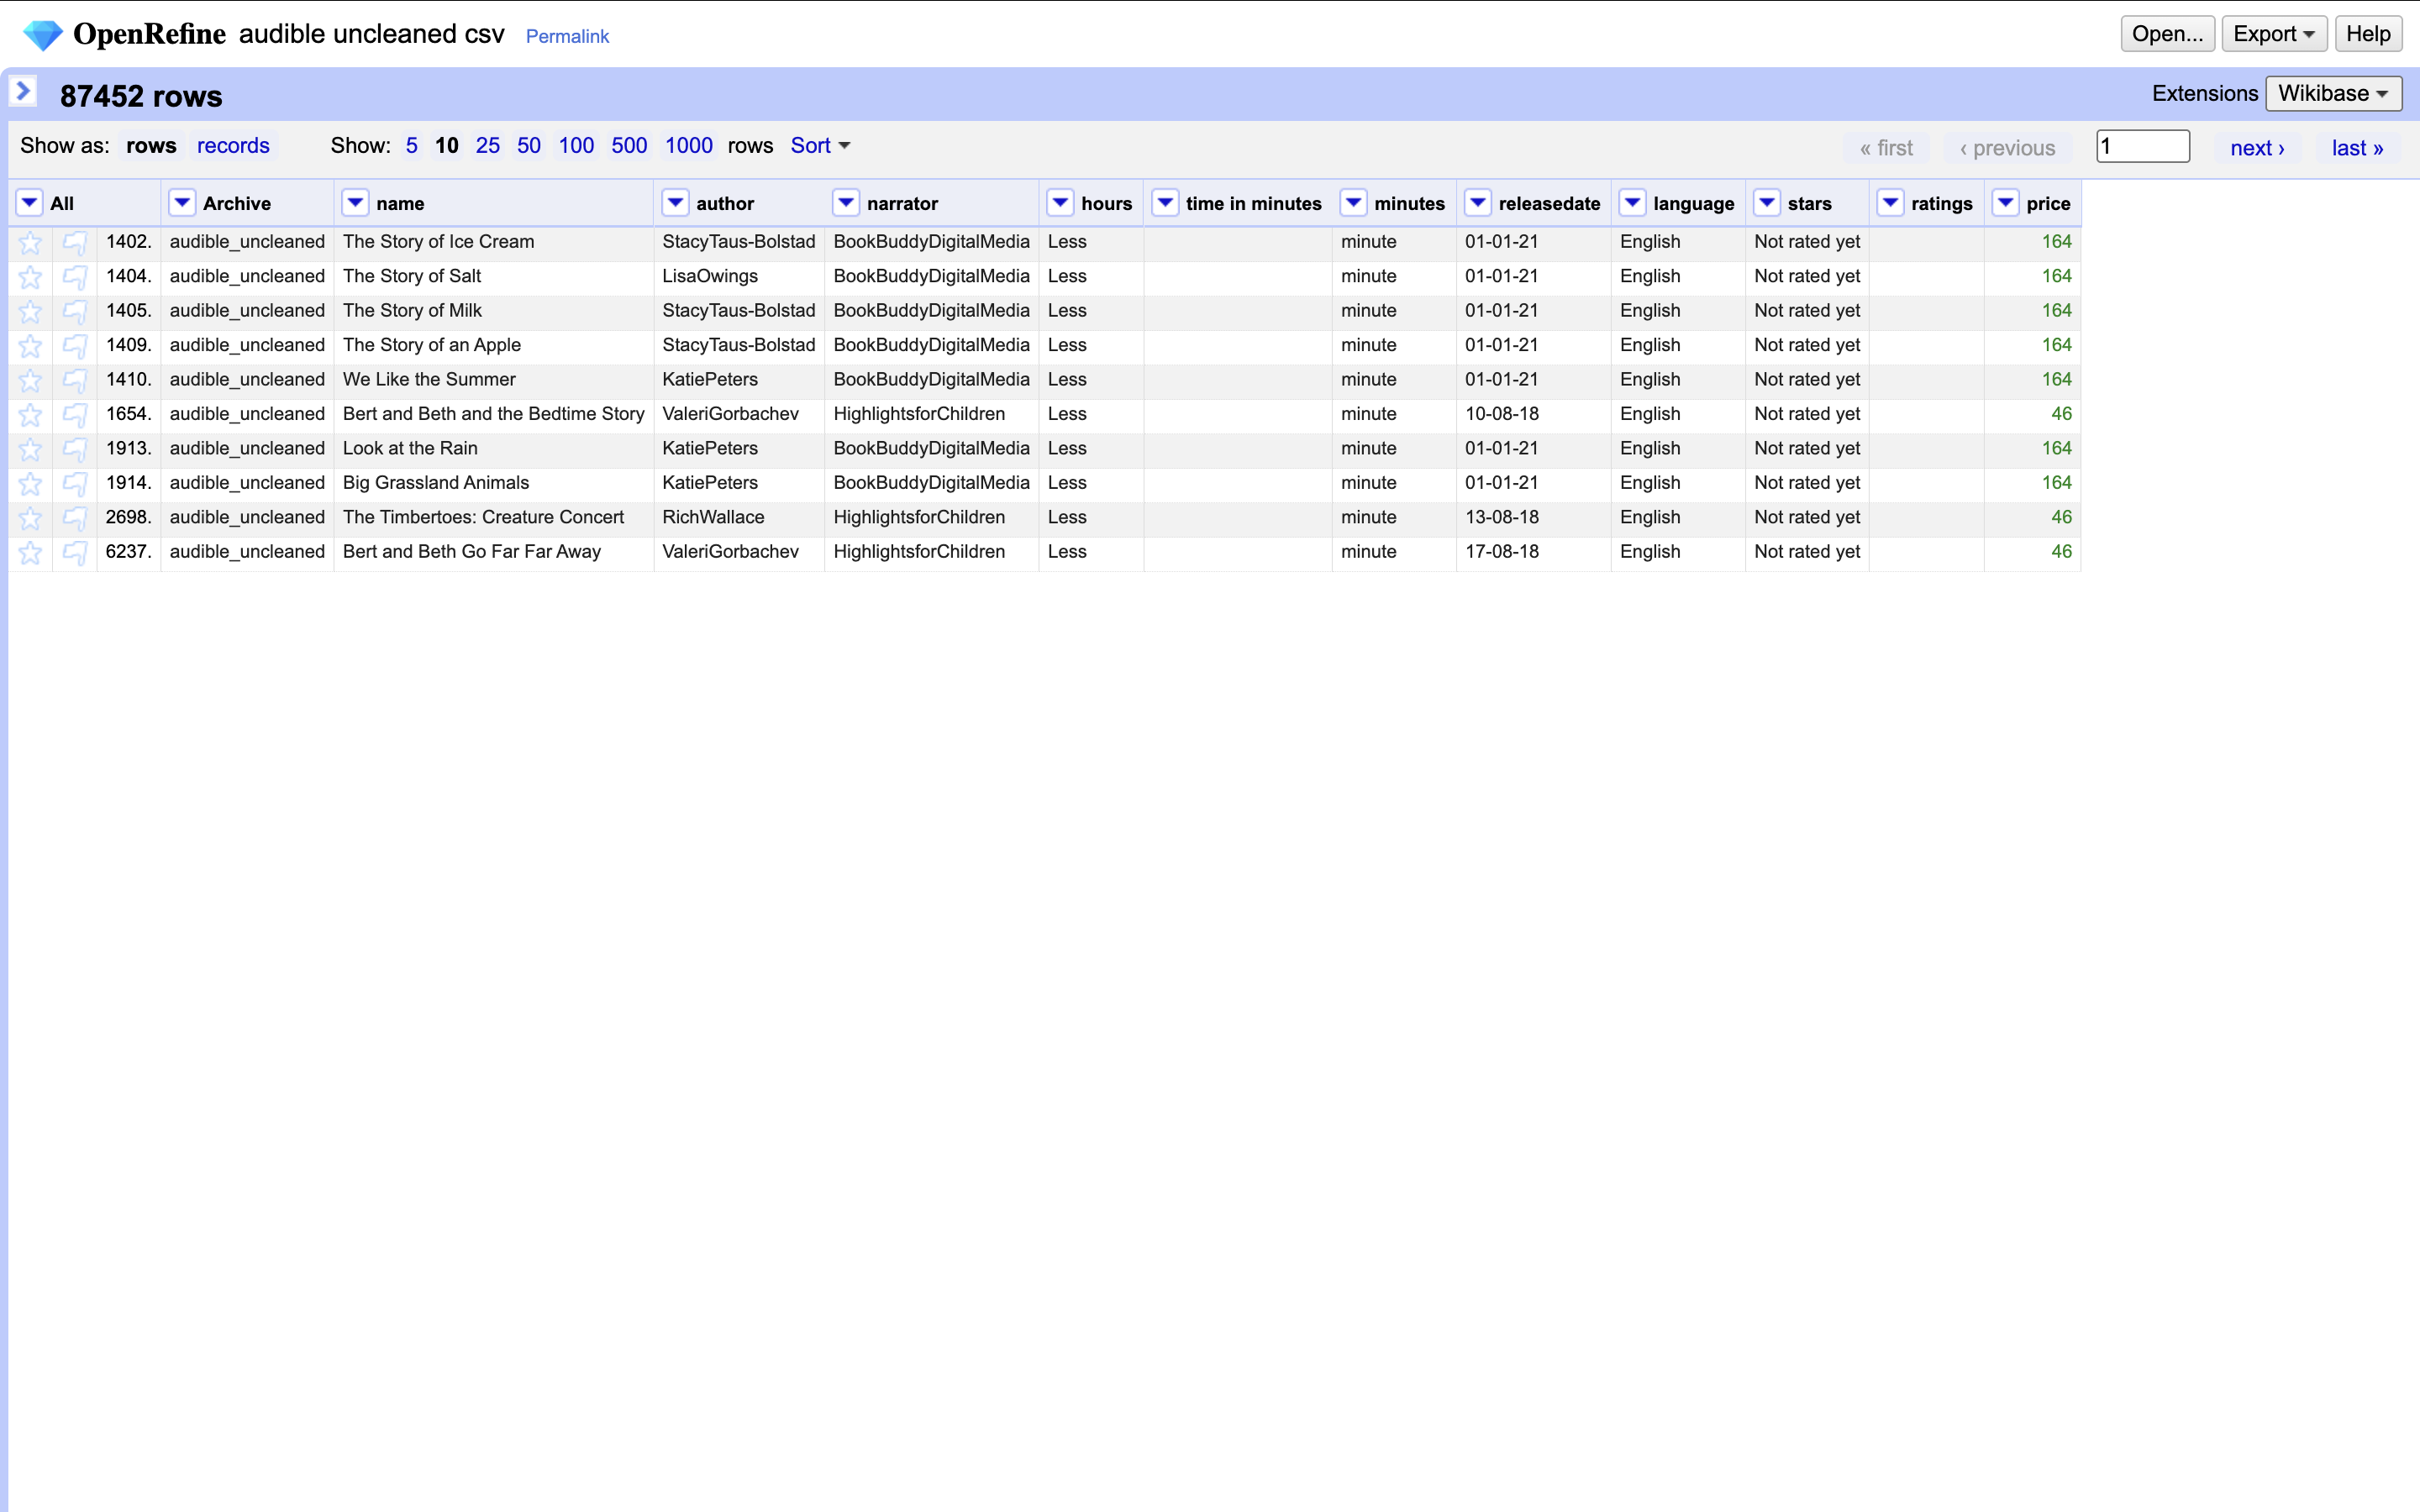 OpenRefine audible uncleaned csv Permalink Open... Export Help
87452 rows Extensions Wikibase
Show as: rows records Show: 5 10 25 50 100 500 1000 rows Sort « first ‹ previous 1 next › last »
All Archive name author narrator hours time in minutes minutes releasedate language stars ratings price
1402. audible_uncleaned The Story of Ice Cream StacyTaus-Bolstad BookBuddyDigitalMedia Less minute 01-01-21 English Not rated yet 164
1404. audible_uncleaned The Story of Salt LisaOwings BookBuddyDigitalMedia Less minute 01-01-21 English Not rated yet 164
1405. audible_uncleaned The Story of Milk StacyTaus-Bolstad BookBuddyDigitalMedia Less minute 01-01-21 English Not rated yet 164
1409. audible_uncleaned The Story of an Apple StacyTaus-Bolstad BookBuddyDigitalMedia Less minute 01-01-21 English Not rated yet 164
1410. audible_uncleaned We Like the Summer KatiePeters BookBuddyDigitalMedia Less minute 01-01-21 English Not rated yet 164
1654. audible_uncleaned Bert and Beth and the Bedtime Story ValeriGorbachev HighlightsforChildren Less minute 10-08-18 English Not rated yet 46
1913. audible_uncleaned Look at the Rain KatiePeters BookBuddyDigitalMedia Less minute 01-01-21 English Not rated yet 164
1914. audible_uncleaned Big Grassland Animals KatiePeters BookBuddyDigitalMedia Less minute 01-01-21 English Not rated yet 164
2698. audible_uncleaned The Timbertoes: Creature Concert RichWallace HighlightsforChildren Less minute 13-08-18 English Not rated yet 46
6237. audible_uncleaned Bert and Beth Go Far Far Away ValeriGorbachev HighlightsforChildren Less minute 17-08-18 English Not rated yet 46